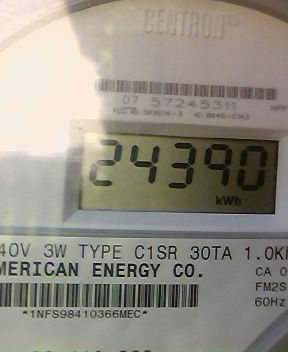 CENTRON®
07 57245311
24390
kWh
40V 3W TYPE C1SR 30TA 1.0K
MERICAN ENERGY CO.
CA 0
FM2S
60Hz
*1NFS98410366MEC*